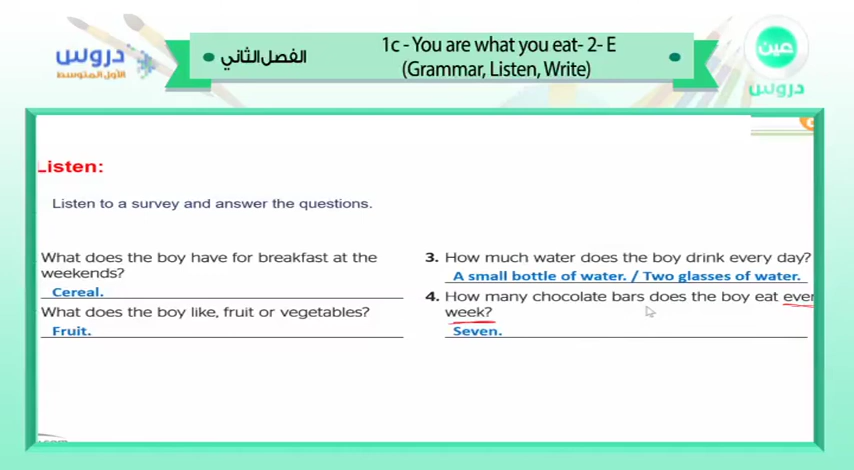 1c - You are what you eat- 2- E
(Grammar, Listen, Write)
الفصل الثاني
دروس
الأول المتوسط
عين
دروس
Listen:
Listen to a survey and answer the questions.
What does the boy have for breakfast at the
weekends?
Cereal.
What does the boy like, fruit or vegetables?
Fruit.
3. How much water does the boy drink every day?
A small bottle of water. / Two glasses of water.
4. How many chocolate bars does the boy eat ever
week?
Seven.